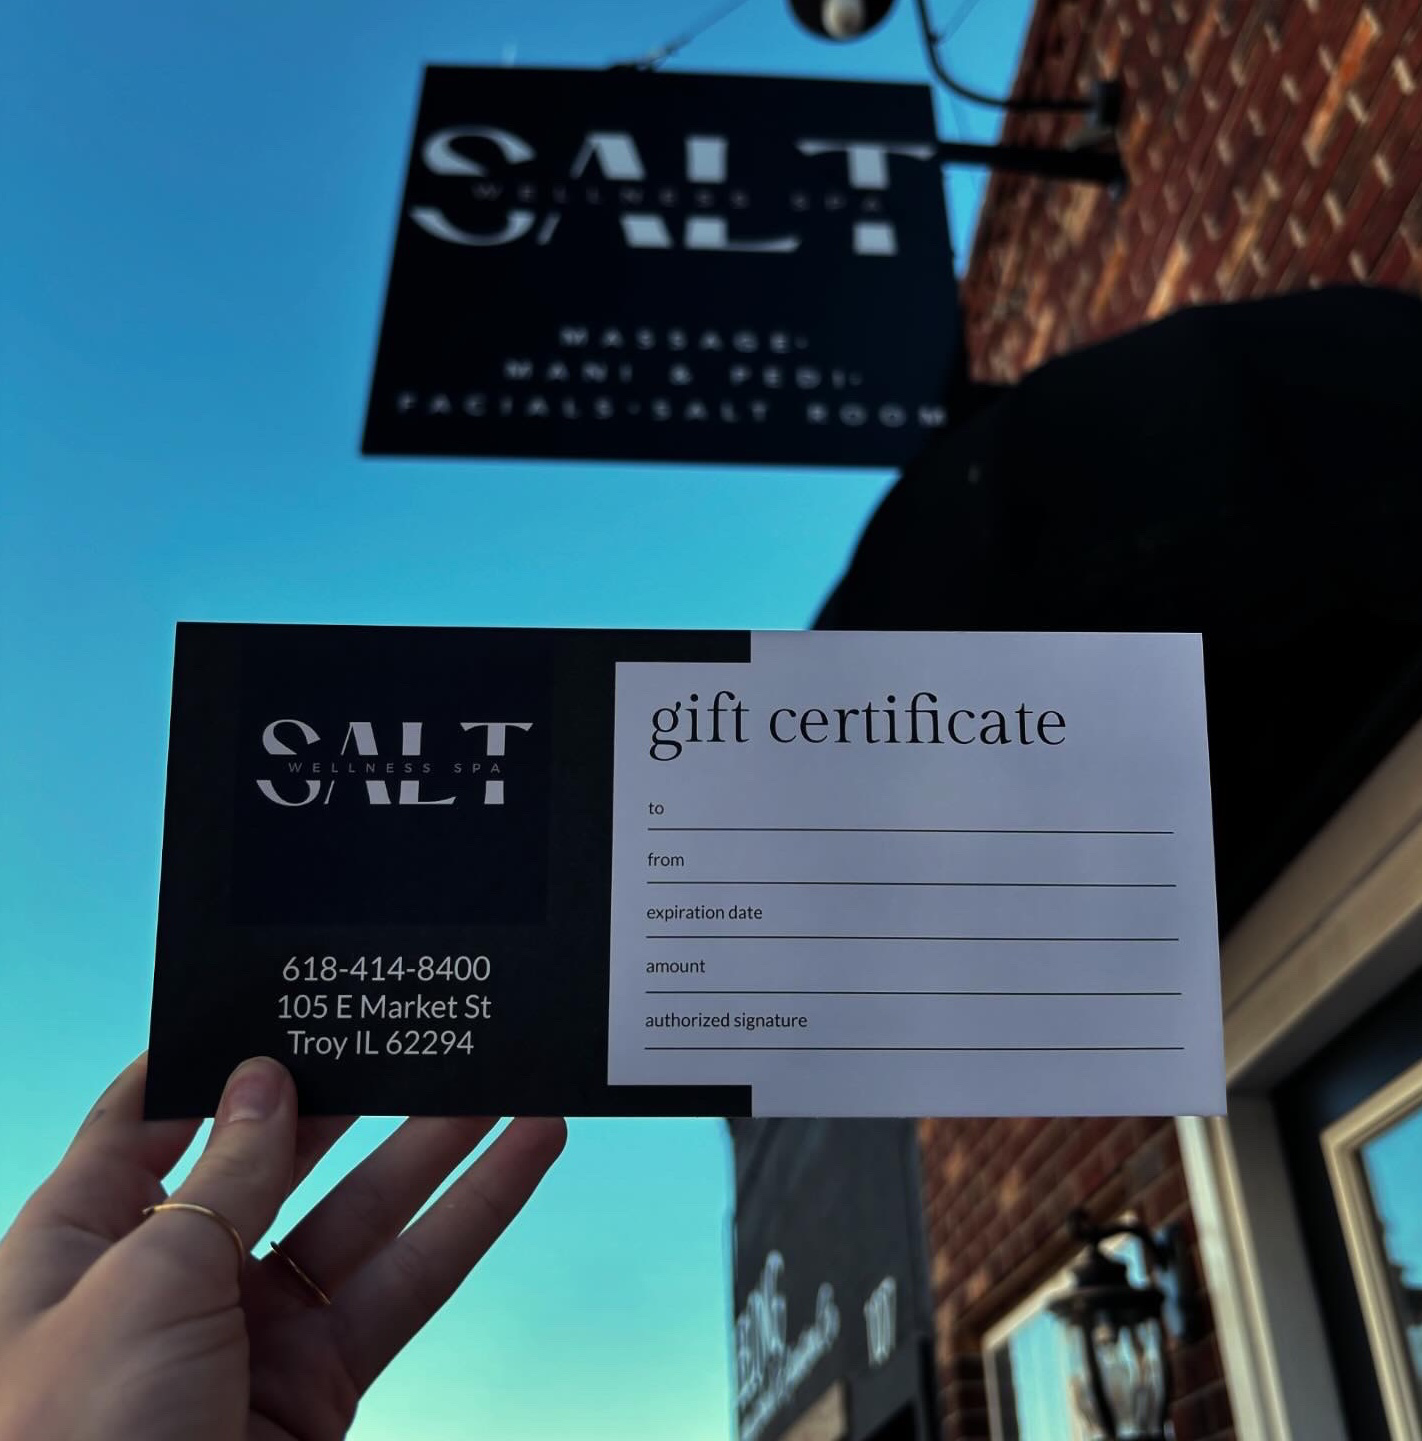 SALT
WELLNESS SPA
MASSAGE·
MANI & PEDI·
FACIALS·SALT ROOM
SALT
WELLNESS SPA
618-414-8400
105 E Market St
Troy IL 62294
gift certificate
to
from
expiration date
amount
authorized signature
107